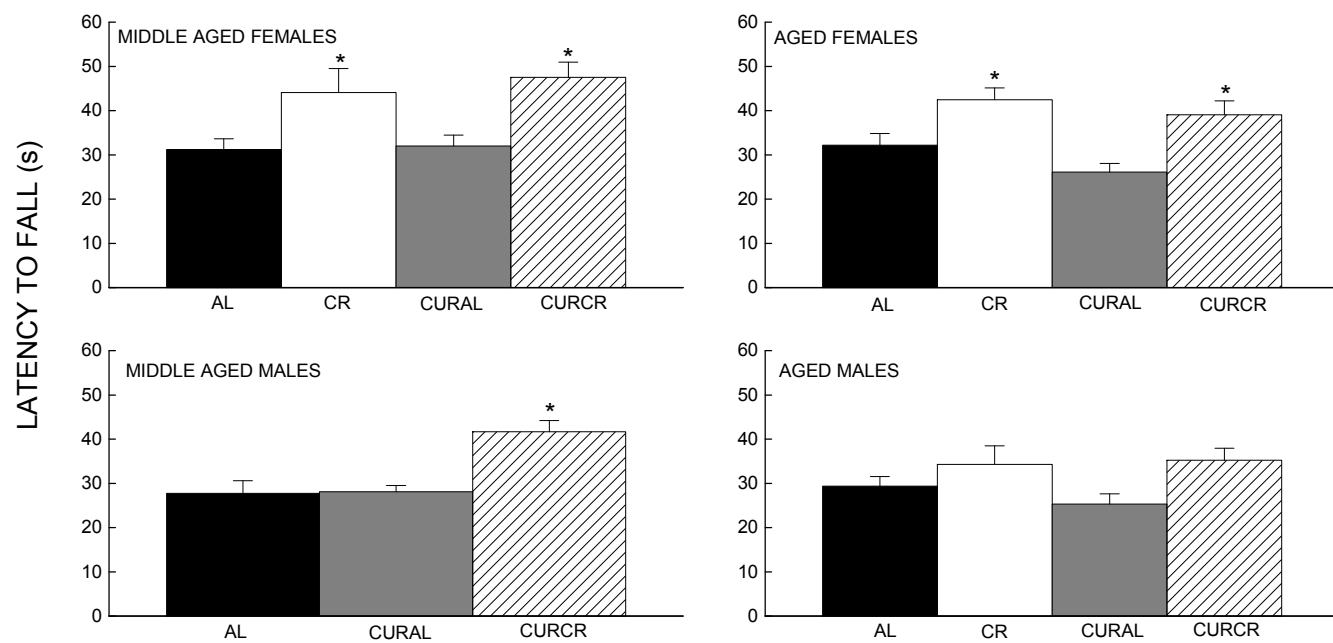 LATENCY TO FALL (s)
MIDDLE AGED FEMALES
60
50
40
30
20
10
0
*
*
AL
CR
CURAL
CURCR
AGED FEMALES
60
50
40
30
20
10
0
*
*
AL
CR
CURAL
CURCR
MIDDLE AGED MALES
60
50
40
30
20
10
0
*
AL
CURAL
CURCR
AGED MALES
60
50
40
30
20
10
0
AL
CR
CURAL
CURCR